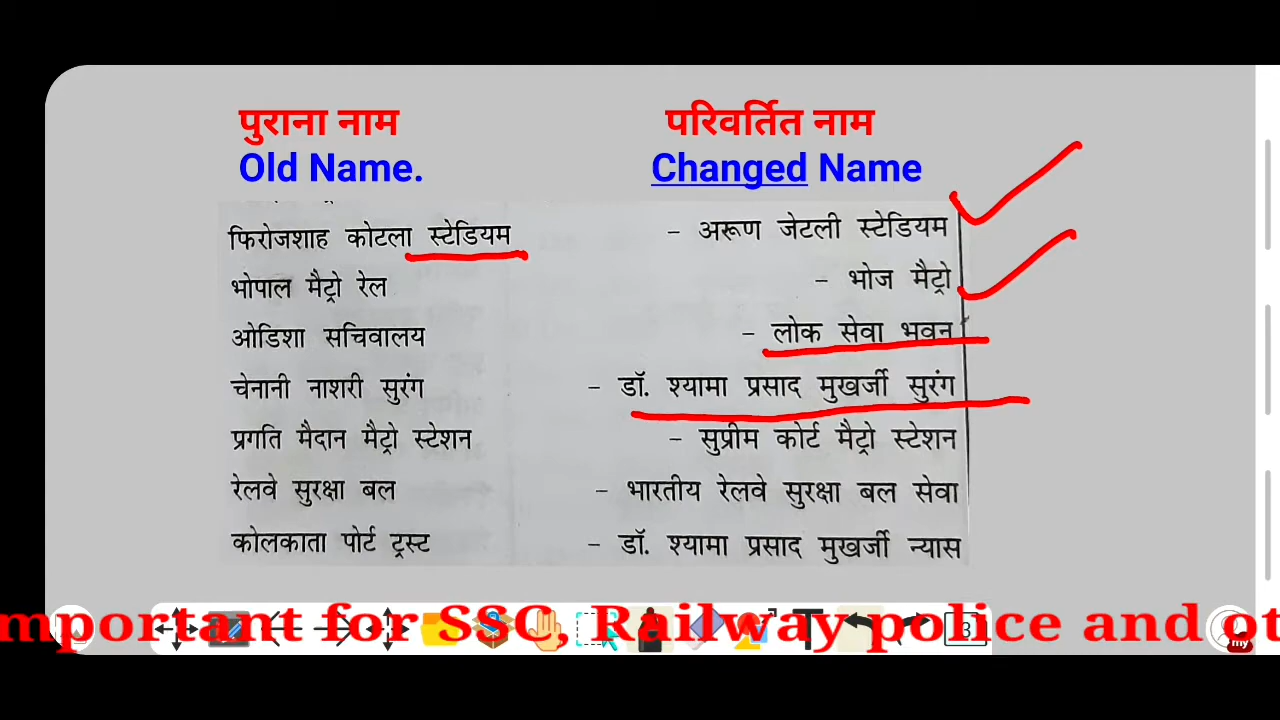 पुराना नाम परिवर्तित नाम
Old Name. Changed Name
फिरोजशाह कोटला स्टेडियम - अरूण जेटली स्टेडियम
भोपाल मैट्रो रेल - भोज मैट्रो
ओडिशा सचिवालय - लोक सेवा भवन
चेनानी नाशरी सुरंग - डॉ. श्यामा प्रसाद मुखर्जी सुरंग
प्रगति मैदान मैट्रो स्टेशन - सुप्रीम कोर्ट मैट्रो स्टेशन
रेलवे सुरक्षा बल - भारतीय रेलवे सुरक्षा बल सेवा
कोलकाता पोर्ट ट्रस्ट - डॉ. श्यामा प्रसाद मुखर्जी न्यास
mportant for SSC, Railway police and ot
T 3 my